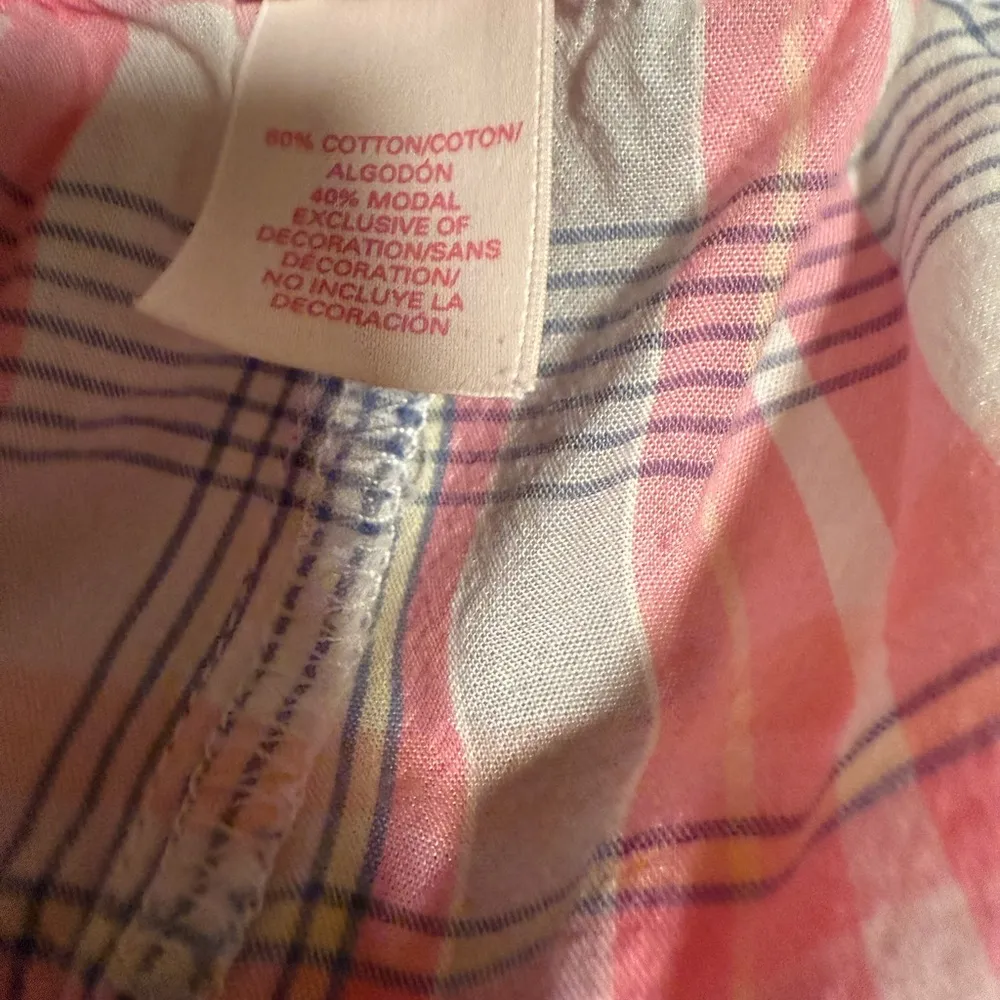 60% COTTON/COTON/
ALGODÓN
40% MODAL
EXCLUSIVE OF
DECORATION/SANS
DÉCORATION/
NO INCLUYE LA
DECORACIÓN